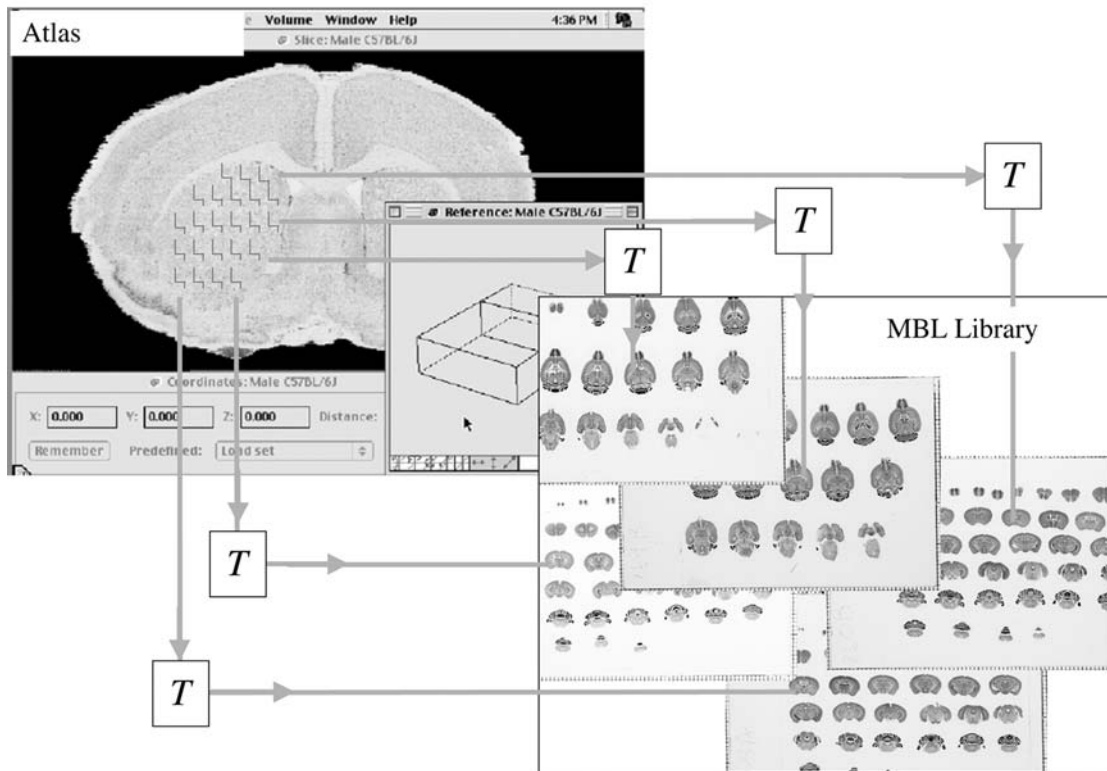 Atlas
Volume Window Help 4:36 PM
Slice: Male C57BL/6J
T
T
Reference: Male C57BL/6J
T
MBL Library
Coordinates: Male C57BL/6J
X: 0.000 Y: 0.000 Z: 0.000 Distance:
Remember Predefined: Load set
T
T